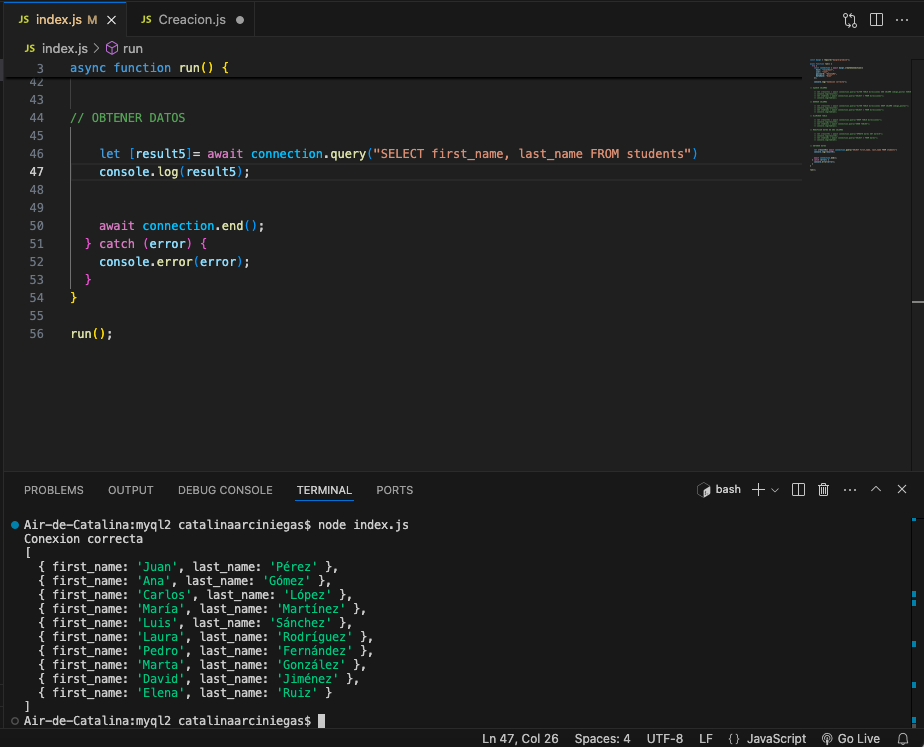 JS index.js M
JS Creacion.js
JS index.js > run
3 async function run() {
42
43
44 // OBTENER DATOS
45
46 let [result5]= await connection.query("SELECT first_name, last_name FROM students")
47 console.log(result5);
48
49
50 await connection.end();
51 } catch (error) {
52 console.error(error);
53 }
54 }
55
56 run();
PROBLEMS OUTPUT DEBUG CONSOLE TERMINAL PORTS bash
Air-de-Catalina:myql2 catalinaarciniegas$ node index.js
Conexion correcta
[
{ first_name: 'Juan', last_name: 'Pérez' },
{ first_name: 'Ana', last_name: 'Gómez' },
{ first_name: 'Carlos', last_name: 'López' },
{ first_name: 'María', last_name: 'Martínez' },
{ first_name: 'Luis', last_name: 'Sánchez' },
{ first_name: 'Laura', last_name: 'Rodríguez' },
{ first_name: 'Pedro', last_name: 'Fernández' },
{ first_name: 'Marta', last_name: 'González' },
{ first_name: 'David', last_name: 'Jiménez' },
{ first_name: 'Elena', last_name: 'Ruiz' }
]
Air-de-Catalina:myql2 catalinaarciniegas$
Ln 47, Col 26 Spaces: 4 UTF-8 LF {} JavaScript Go Live